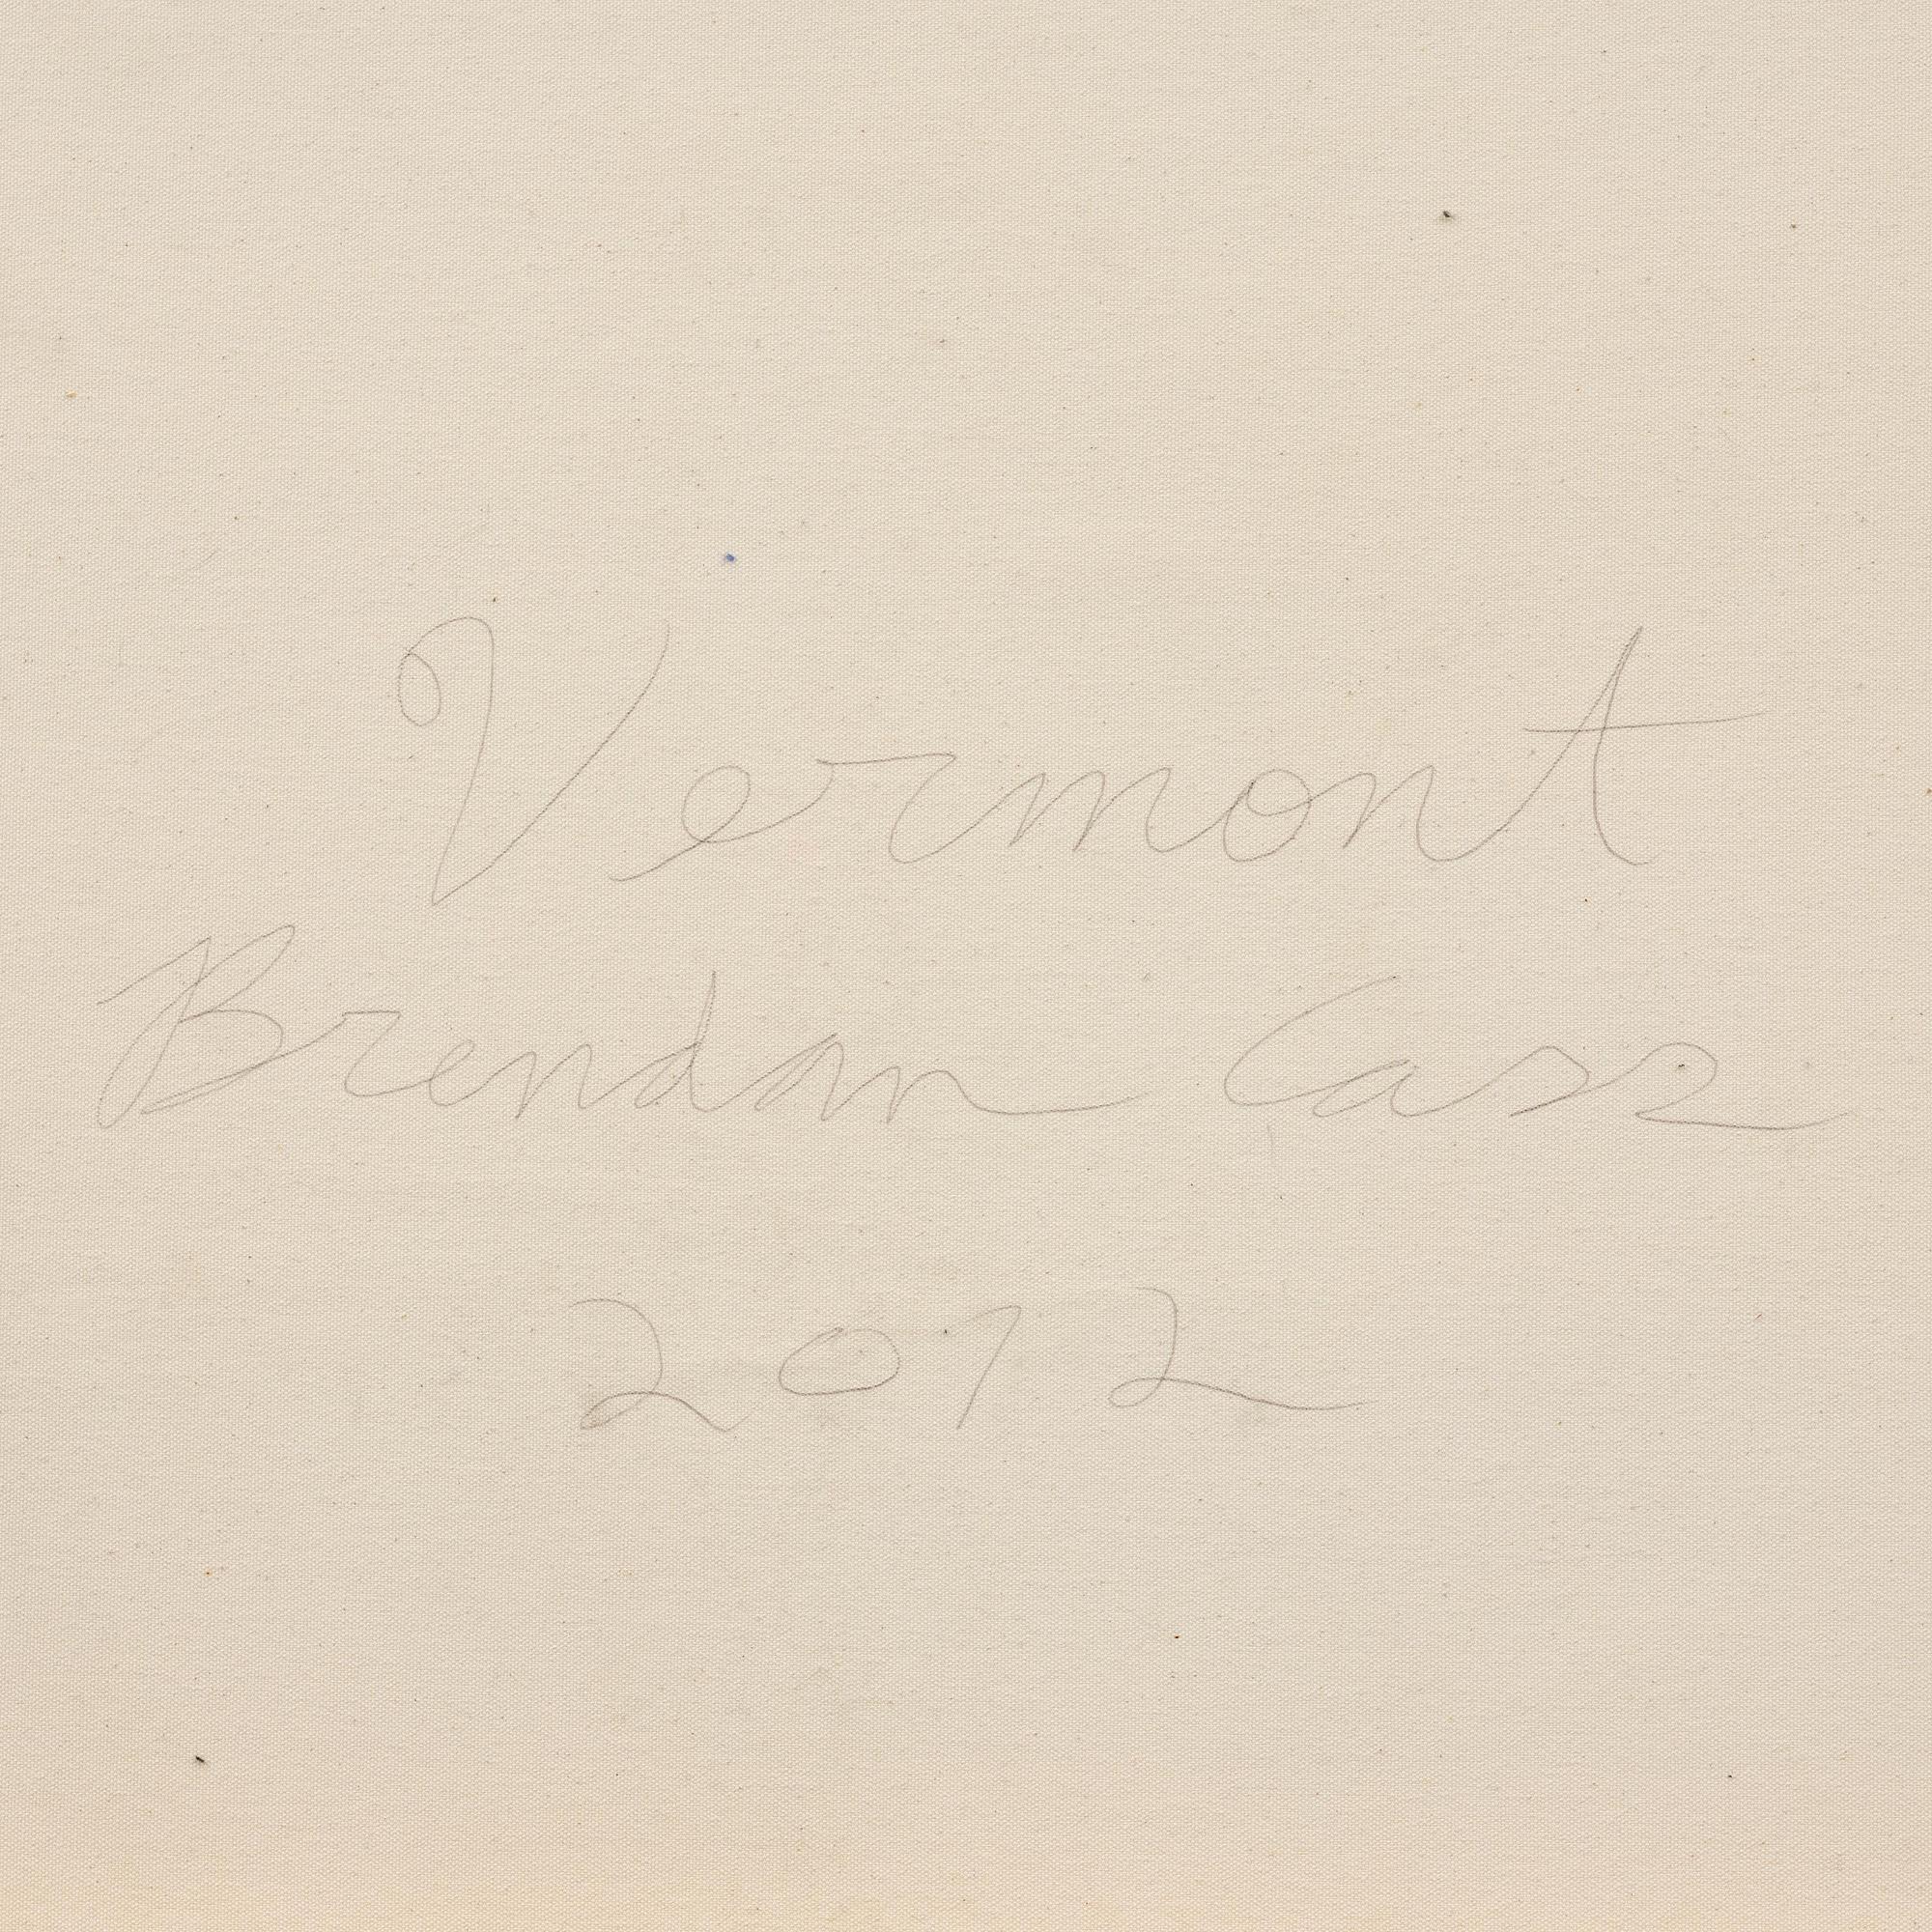 Vermont
Brendan Cass
2012